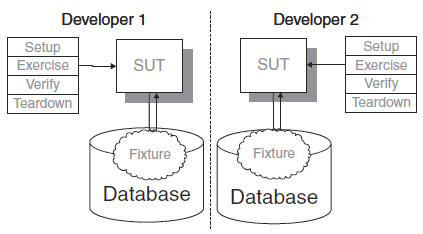 Developer 1
Setup
Exercise
Verify
Teardown
SUT
Fixture
Database
Developer 2
SUT
Setup
Exercise
Verify
Teardown
Fixture
Database